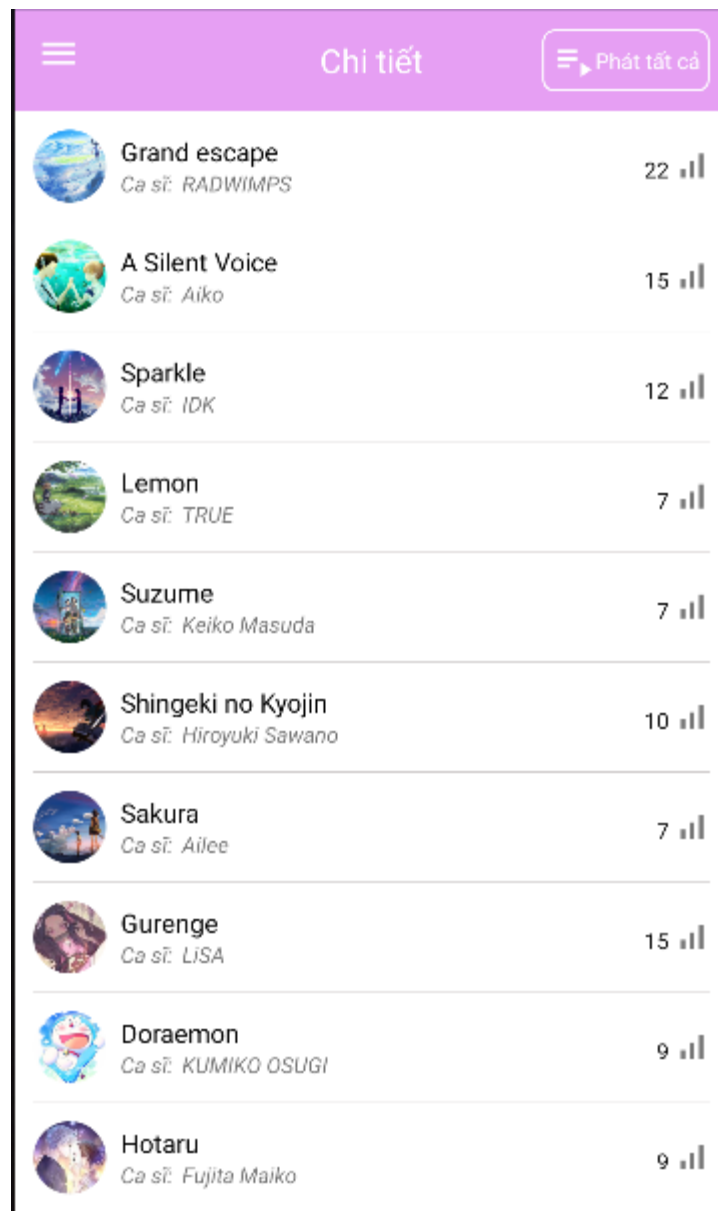 Chi tiết
Phát tất cả
Grand escape
Ca sĩ: RADWIMPS
22
A Silent Voice
Ca sĩ: Aiko
15
Sparkle
Ca sĩ: IDK
12
Lemon
Ca sĩ: TRUE
7
Suzume
Ca sĩ: Keiko Masuda
7
Shingeki no Kyojin
Ca sĩ: Hiroyuki Sawano
10
Sakura
Ca sĩ: Ailee
7
Gurenge
Ca sĩ: LiSA
15
Doraemon
Ca sĩ: KUMIKO OSUGI
9
Hotaru
Ca sĩ: Fujita Maiko
9